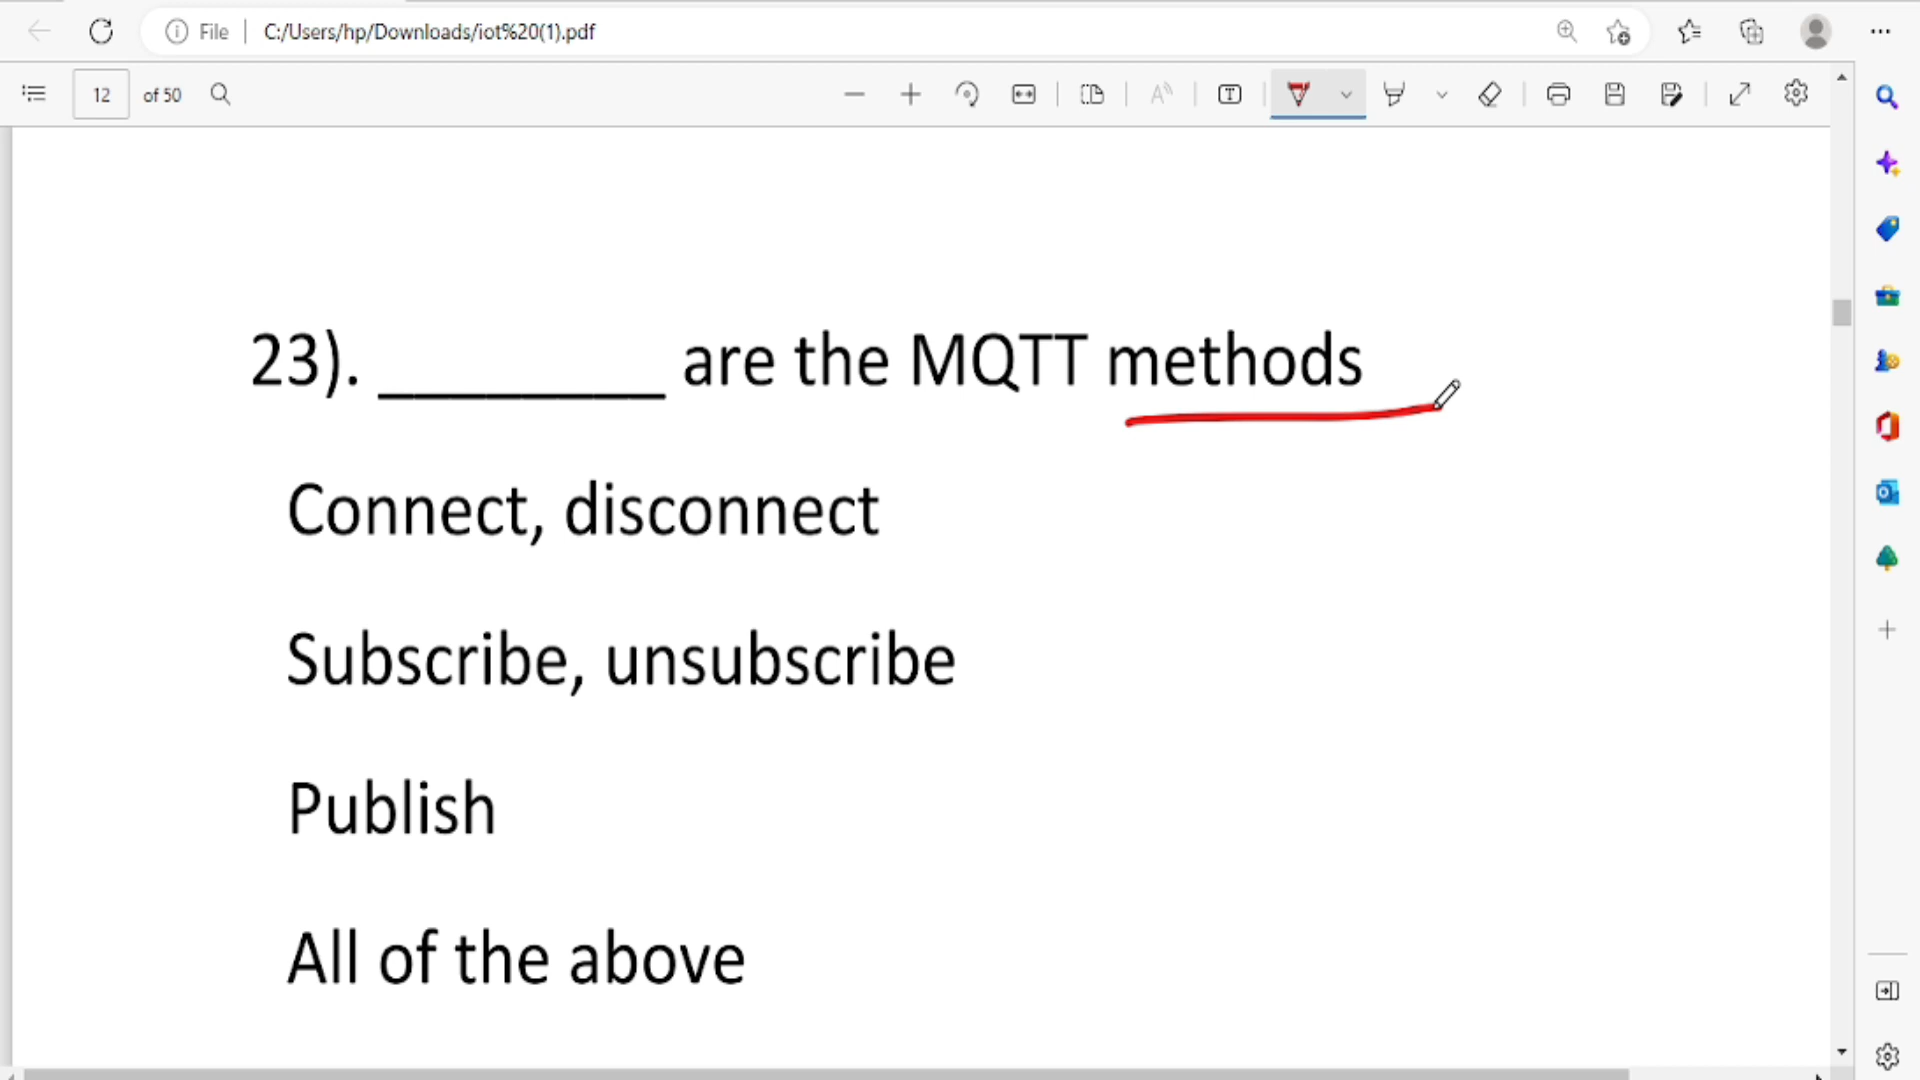 File
C:/Users/hp/Downloads/iot%20(1).pdf
12 of 50
23). ________ are the MQTT methods
Connect, disconnect
Subscribe, unsubscribe
Publish
All of the above